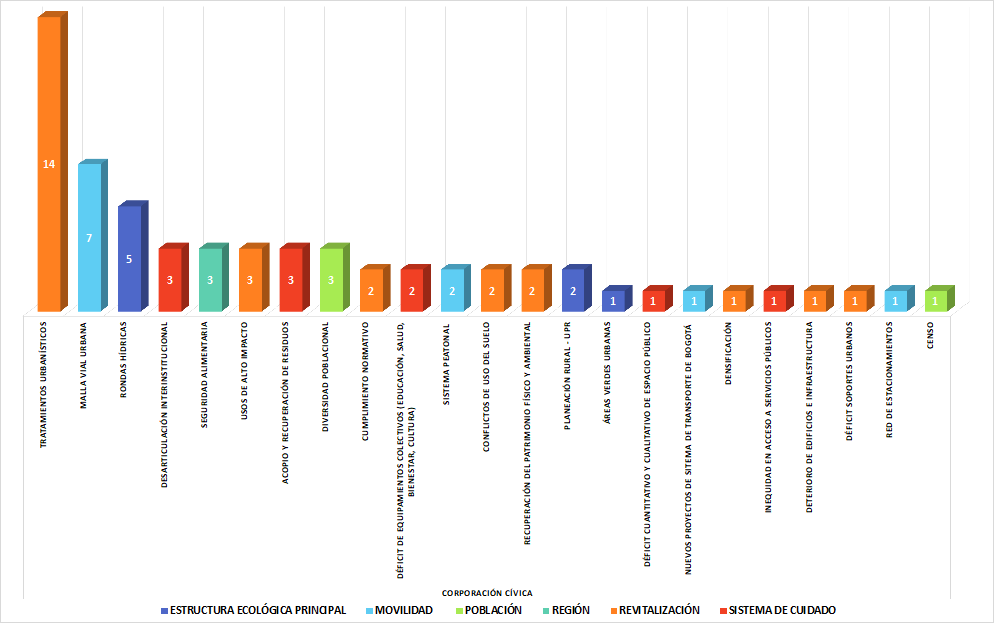 14
7
5
3
3
3
3
3
2
2
2
2
2
2
1
1
1
1
1
1
1
1
1
TRATAMIENTOS URBANÍSTICOS
MALLA VIAL URBANA
RONDAS HÍDRICAS
DESARTICULACIÓN INTERINSTITUCIONAL
SEGURIDAD ALIMENTARIA
USOS DE ALTO IMPACTO
ACOPIO Y RECUPERACIÓN DE RESIDUOS
DIVERSIDAD POBLACIONAL
CUMPLIMIENTO NORMATIVO
DÉFICIT DE EQUIPAMIENTOS COLECTIVOS (EDUCACIÓN, SALUD,
BIENESTAR, CULTURA)
SISTEMA PEATONAL
CONFLICTOS DE USO DEL SUELO
RECUPERACIÓN DEL PATRIMONIO FÍSICO Y AMBIENTAL
PLANEACIÓN RURAL - UPR
ÁREAS VERDES URBANAS
DÉFICIT CUANTITATIVO Y CUALITATIVO DE ESPACIO PÚBLICO
NUEVOS PROYECTOS DE SITEMA DE TRANSPORTE DE BOGOTÁ
DENSIFICACIÓN
INEQUIDAD EN ACCESO A SERVICIOS PÚBLICOS
DETERIORO DE EDIFICIOS E INFRAESTRUCTURA
DÉFICIT SOPORTES URBANOS
RED DE ESTACIONAMIENTOS
CENSO
CORPORACIÓN CÍVICA
ESTRUCTURA ECOLÓGICA PRINCIPAL MOVILIDAD POBLACIÓN REGIÓN REVITALIZACIÓN SISTEMA DE CUIDADO